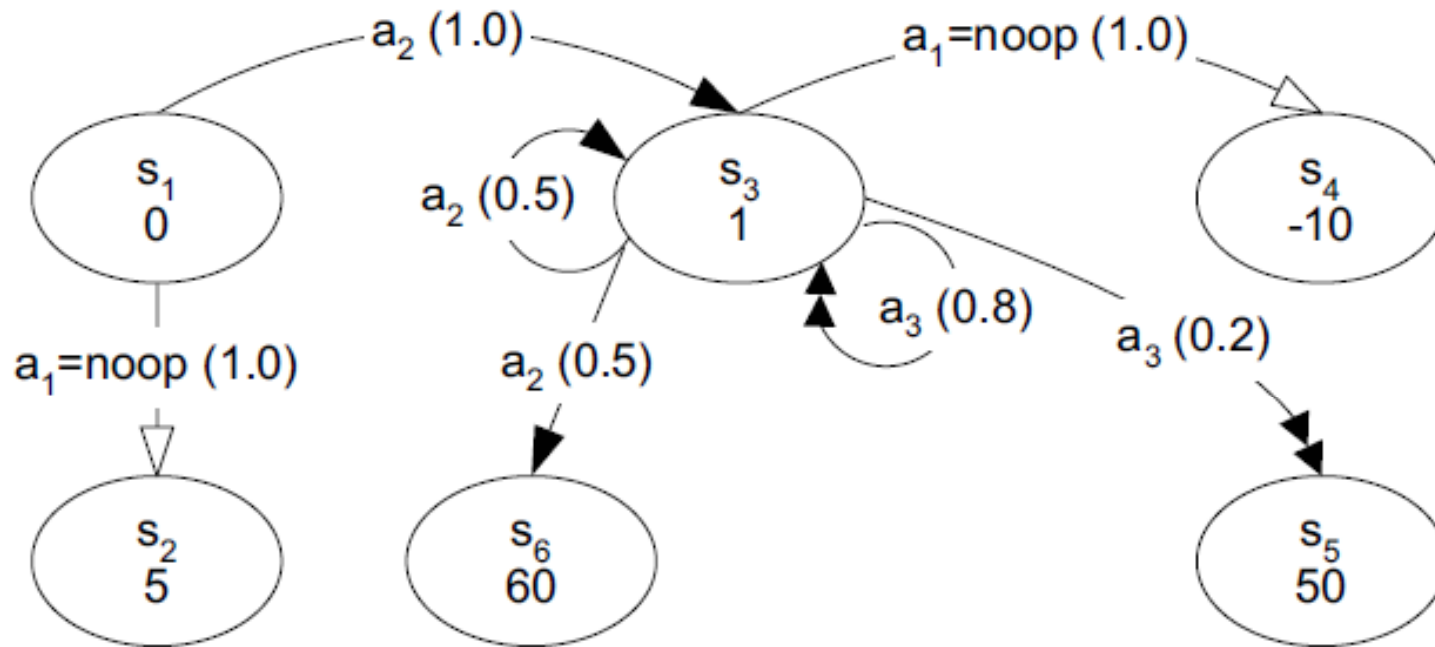 a₂ (1.0)
a₁=noop (1.0)
s₁
0
a₂ (0.5)
s₃
1
s₄
-10
a₃ (0.8)
a₃ (0.2)
a₁=noop (1.0)
a₂ (0.5)
s₂
5
s₆
60
s₅
50